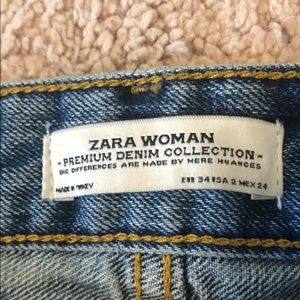 ZARA WOMAN
- PREMIUM DENIM COLLECTION -
BIG DIFFERENCES ARE MADE BY MERE NUANCES
MADE IN TURKEY EUR 34 USA 2 MEX 24